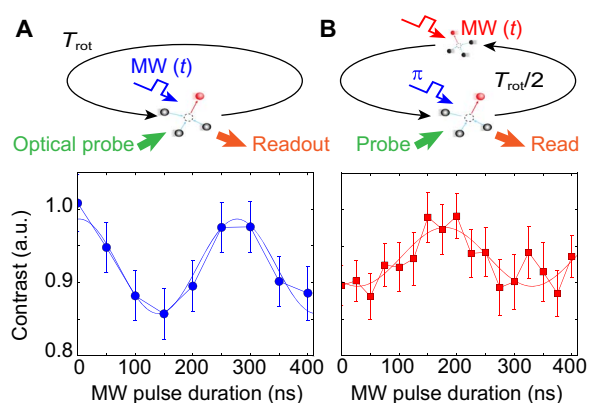 A
T_rot
MW (t)
Optical probe
Readout
B
MW (t)
π
T_rot/2
Probe
Read
Contrast (a.u.)
1.0
0.9
0.8
0 100 200 300 400
MW pulse duration (ns)
0 100 200 300 400
MW pulse duration (ns)